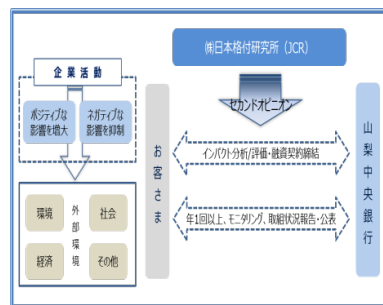 ㈱日本格付研究所（JCR）
企業活動
ポジティブな
影響を増大
ネガティブな
影響を抑制
セカンドオピニオン
お客さま
インパクト分析/評価・融資契約締結
年1回以上、モニタリング、取組状況報告・公表
山梨中央銀行
環境
社会
外部環境
経済
その他